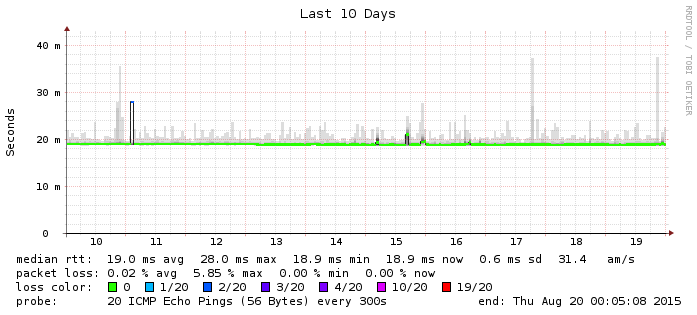 Last 10 Days
RRDTOOL / TOBI OETIKER
Seconds
40 m
30 m
20 m
10 m
0
10 11 12 13 14 15 16 17 18 19
median rtt: 19.0 ms avg 28.0 ms max 18.9 ms min 18.9 ms now 0.6 ms sd 31.4 am/s
packet loss: 0.02 % avg 5.85 % max 0.00 % min 0.00 % now
loss color: 0 1/20 2/20 3/20 4/20 10/20 19/20
probe: 20 ICMP Echo Pings (56 Bytes) every 300s end: Thu Aug 20 00:05:08 2015